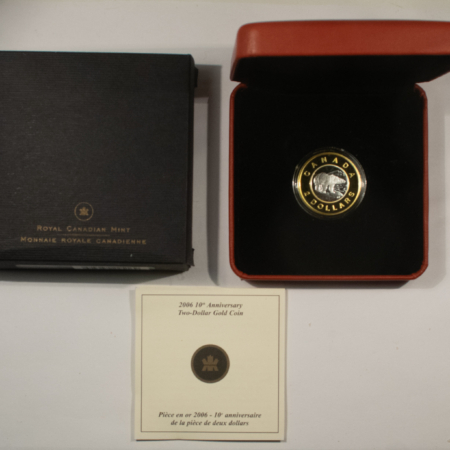 ROYAL CANADIAN MINT
MONNAIE ROYALE CANADIENNE
CANADA
2 DOLLARS
2006 10th Anniversary
Two-Dollar Gold Coin
Pièce en or 2006 - 10e anniversaire
de la pièce de deux dollars